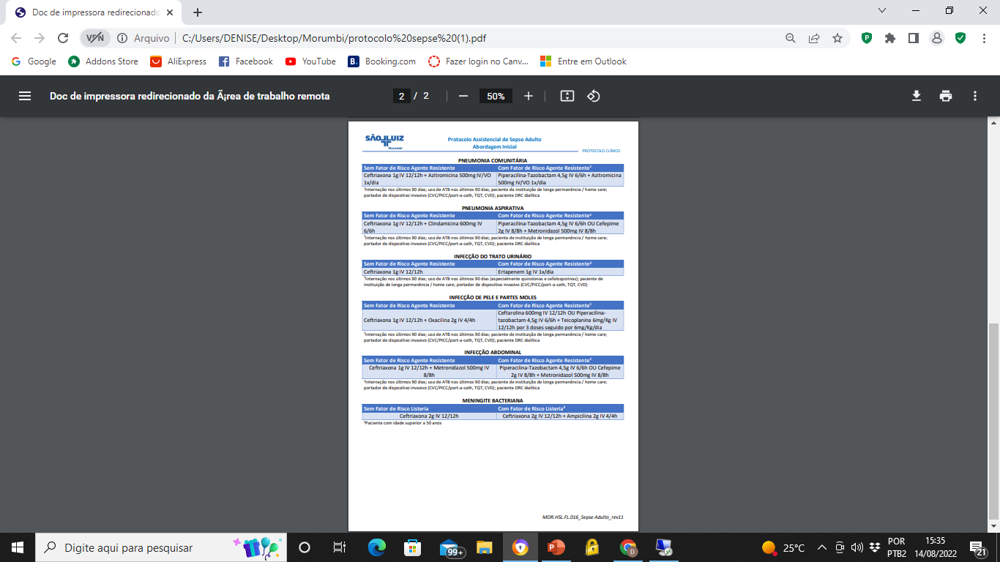 Doc de impressora redirecionado
Arquivo
C:/Users/DENISE/Desktop/Morumbi/protocolo%20sepse%20(1).pdf
Google
Addons Store
AliExpress
Facebook
YouTube
Booking.com
Fazer login no Canv...
Entre em Outlook
Doc de impressora redirecionado da Ã¡rea de trabalho remota
2 / 2
50%
SÃO LUIZ
Morumbi
Protocolo Assistencial de Sepse Adulto
Abordagem Inicial
PROTOCOLO CLÍNICO
PNEUMONIA COMUNITÁRIA
Sem Fator de Risco Agente Resistente
Com Fator de Risco Agente Resistente¹
Ceftriaxona 1g IV 12/12h + Azitromicina 500mg IV/VO
1x/dia
Piperacilina-Tazobactam 4,5g IV 6/6h + Azitromicina
500mg IV/VO 1x/dia
¹Internação nos últimos 90 dias; uso de ATB nos últimos 90 dias; paciente de instituição de longa permanência / home care;
portador de dispositivo invasivo (CVC/PICC/port-a-cath, TQT, CVD); paciente DRC dialítica
PNEUMONIA ASPIRATIVA
Sem Fator de Risco Agente Resistente
Com Fator de Risco Agente Resistente¹
Ceftriaxona 1g IV 12/12h + Clindamicina 600mg IV
6/6h
Piperacilina-Tazobactam 4,5g IV 6/6h OU Cefepime
2g IV 8/8h + Metronidazol 500mg IV 8/8h
¹Internação nos últimos 90 dias; uso de ATB nos últimos 90 dias; paciente de instituição de longa permanência / home care;
portador de dispositivo invasivo (CVC/PICC/port-a-cath, TQT, CVD); paciente DRC dialítica
INFECÇÃO DO TRATO URINÁRIO
Sem Fator de Risco Agente Resistente
Com Fator de Risco Agente Resistente²
Ceftriaxona 1g IV 12/12h
Ertapenem 1g IV 1x/dia
¹Internação nos últimos 90 dias; uso de ATB nos últimos 90 dias (especialmente quinolonas e cefalosporinas); paciente de
instituição de longa permanência / home care; portador de dispositivo invasivo (CVC/PICC/port-a-cath, TQT, CVD)
INFECÇÃO DE PELE E PARTES MOLES
Sem Fator de Risco Agente Resistente
Com Fator de Risco Agente Resistente¹
Ceftriaxona 1g IV 12/12h + Oxacilina 2g IV 4/4h
Ceftarolina 600mg IV 12/12h OU Piperacilina-
tazobactam 4,5g IV 6/6h + Teicoplanina 6mg/Kg IV
12/12h por 3 doses seguido por 6mg/Kg/dia
¹Internação nos últimos 90 dias; uso de ATB nos últimos 90 dias; paciente de instituição de longa permanência / home care;
portador de dispositivo invasivo (CVC/PICC/port-a-cath, TQT, CVD); paciente DRC dialítica
INFECÇÃO ABDOMINAL
Sem Fator de Risco Agente Resistente
Com Fator de Risco Agente Resistente¹
Ceftriaxona 1g IV 12/12h + Metronidazol 500mg IV
8/8h
Piperacilina-Tazobactam 4,5g IV 6/6h OU Cefepime
2g IV 8/8h + Metronidazol 500mg IV 8/8h
¹Internação nos últimos 90 dias; uso de ATB nos últimos 90 dias; paciente de instituição de longa permanência / home care;
portador de dispositivo invasivo (CVC/PICC/port-a-cath, TQT, CVD); paciente DRC dialítica
MENINGITE BACTERIANA
Sem Fator de Risco Listeria
Com Fator de Risco Listeria³
Ceftriaxona 2g IV 12/12h
Ceftriaxona 2g IV 12/12h + Ampicilina 2g IV 4/4h
³Paciente com idade superior a 50 anos
MOR.HSL.FL.016_Sepse Adulto_rev11
Digite aqui para pesquisar
99+
25°C
POR
PTB2
15:35
14/08/2022
21